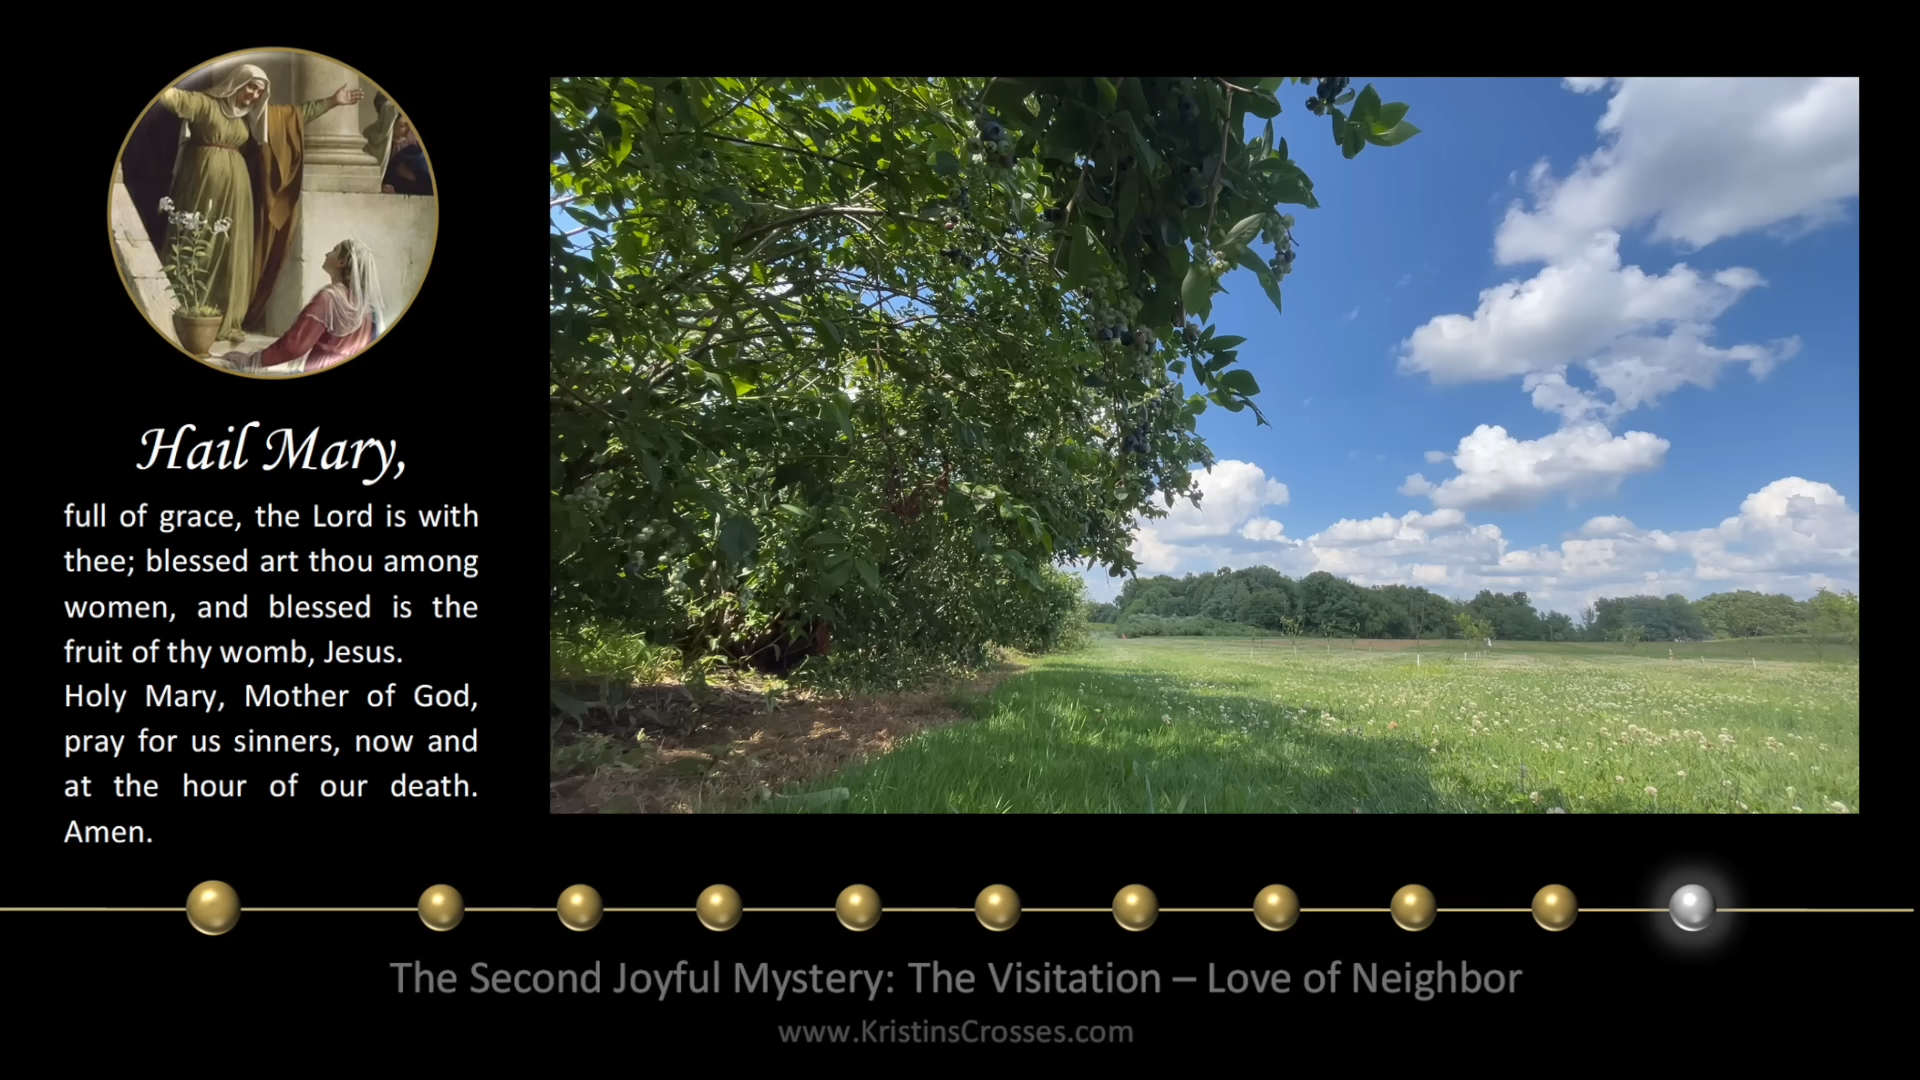 Hail Mary,
full of grace, the Lord is with
thee; blessed art thou among
women, and blessed is the
fruit of thy womb, Jesus.
Holy Mary, Mother of God,
pray for us sinners, now and
at the hour of our death.
Amen.
The Second Joyful Mystery: The Visitation – Love of Neighbor
www.KristinsCrosses.com